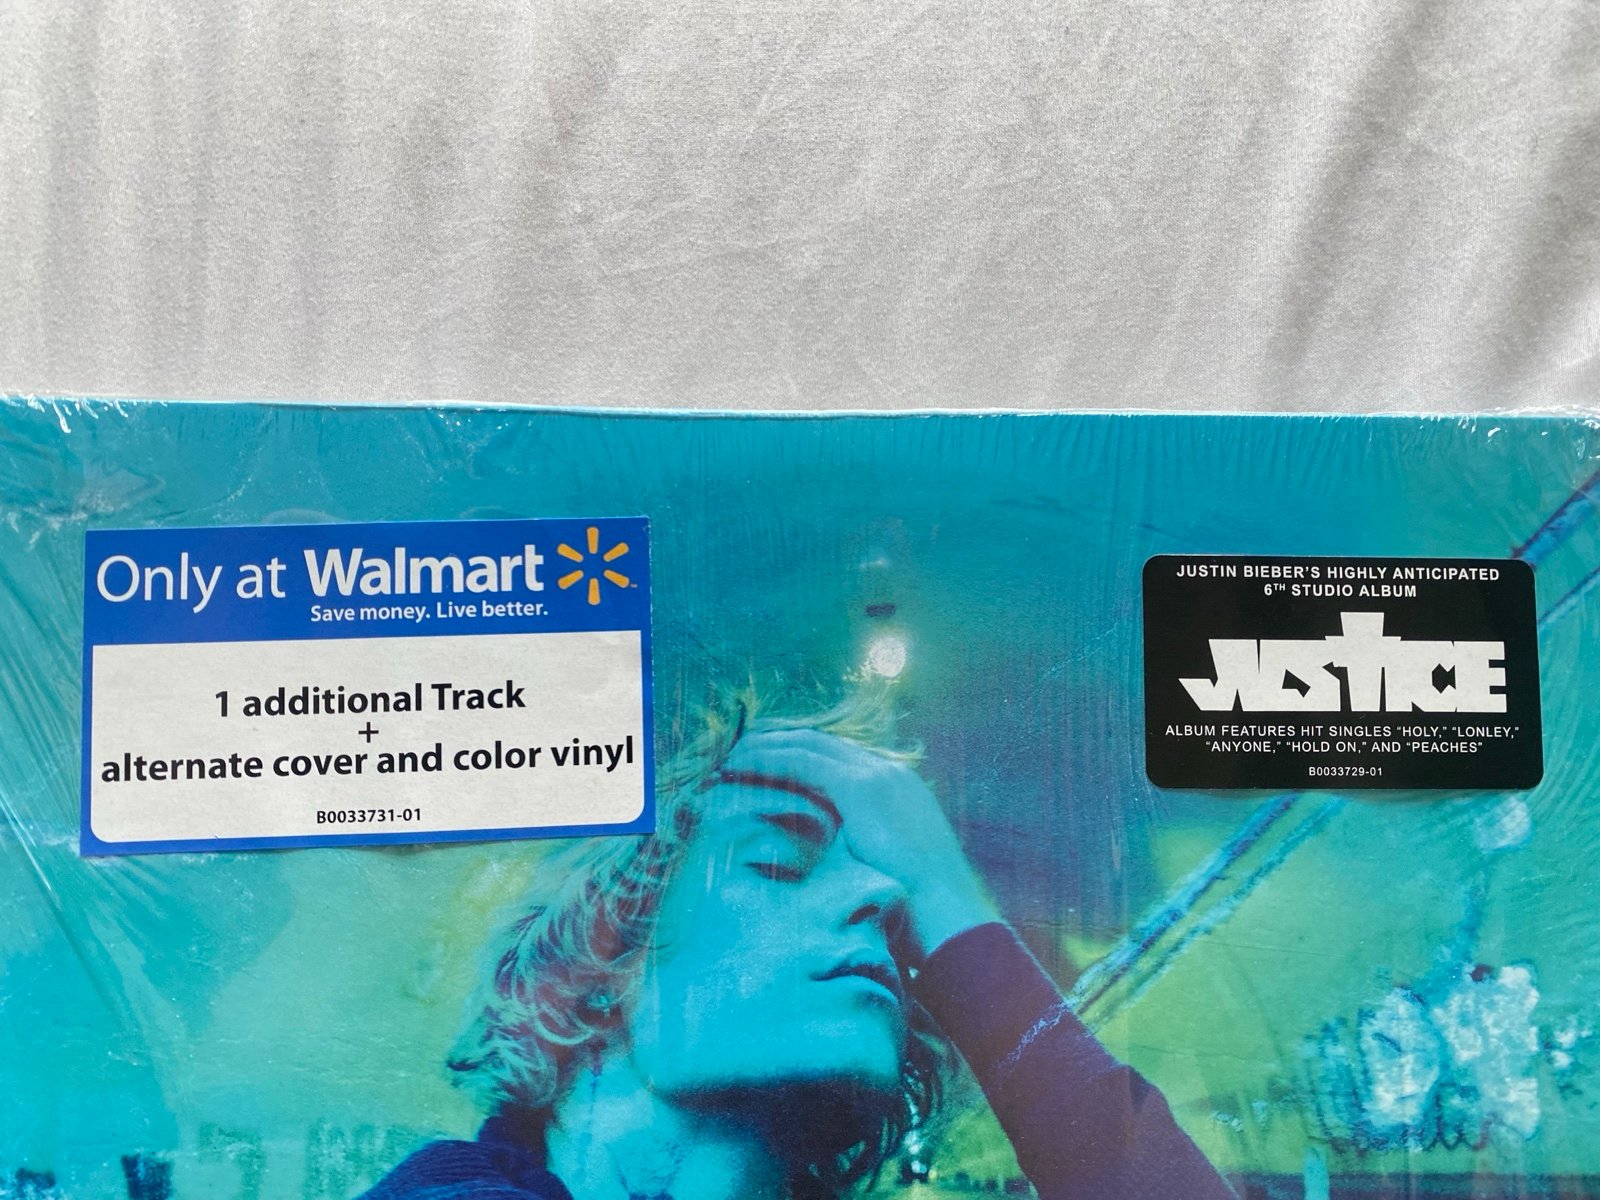 Only at Walmart
Save money. Live better.
1 additional Track
+
alternate cover and color vinyl
B0033731-01
JUSTIN BIEBER'S HIGHLY ANTICIPATED
6TH STUDIO ALBUM
JUSTICE
ALBUM FEATURES HIT SINGLES "HOLY," "LONLEY,"
"ANYONE," "HOLD ON," AND "PEACHES"
B0033729-01